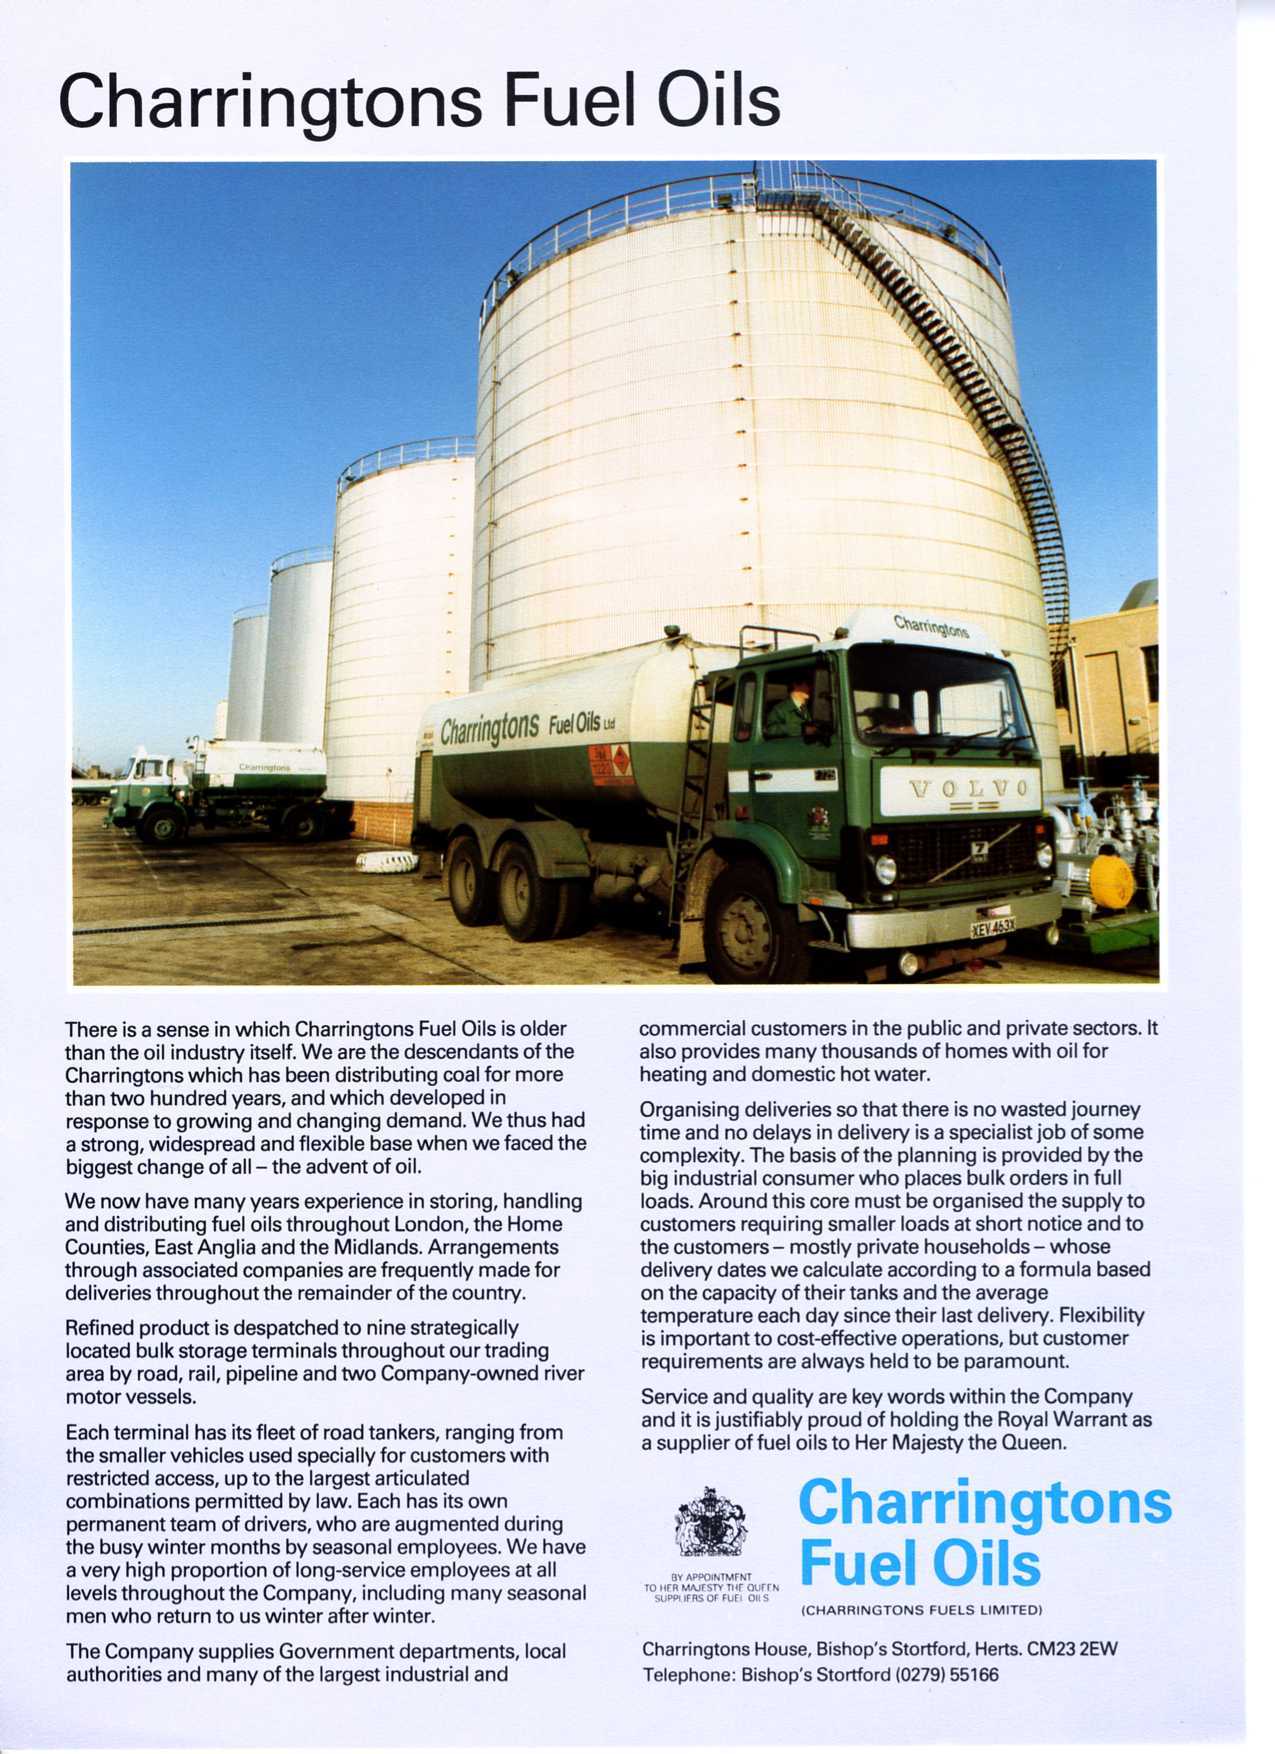 Charringtons Fuel Oils
Charringtons
Charringtons Fuel Oils Ltd
Charringtons
F725
VOLVO
7
XEV 463X
There is a sense in which Charringtons Fuel Oils is older
than the oil industry itself. We are the descendants of the
Charringtons which has been distributing coal for more
than two hundred years, and which developed in
response to growing and changing demand. We thus had
a strong, widespread and flexible base when we faced the
biggest change of all – the advent of oil.
We now have many years experience in storing, handling
and distributing fuel oils throughout London, the Home
Counties, East Anglia and the Midlands. Arrangements
through associated companies are frequently made for
deliveries throughout the remainder of the country.
Refined product is despatched to nine strategically
located bulk storage terminals throughout our trading
area by road, rail, pipeline and two Company-owned river
motor vessels.
Each terminal has its fleet of road tankers, ranging from
the smaller vehicles used specially for customers with
restricted access, up to the largest articulated
combinations permitted by law. Each has its own
permanent team of drivers, who are augmented during
the busy winter months by seasonal employees. We have
a very high proportion of long-service employees at all
levels throughout the Company, including many seasonal
men who return to us winter after winter.
The Company supplies Government departments, local
authorities and many of the largest industrial and
commercial customers in the public and private sectors. It
also provides many thousands of homes with oil for
heating and domestic hot water.
Organising deliveries so that there is no wasted journey
time and no delays in delivery is a specialist job of some
complexity. The basis of the planning is provided by the
big industrial consumer who places bulk orders in full
loads. Around this core must be organised the supply to
customers requiring smaller loads at short notice and to
the customers – mostly private households – whose
delivery dates we calculate according to a formula based
on the capacity of their tanks and the average
temperature each day since their last delivery. Flexibility
is important to cost-effective operations, but customer
requirements are always held to be paramount.
Service and quality are key words within the Company
and it is justifiably proud of holding the Royal Warrant as
a supplier of fuel oils to Her Majesty the Queen.
BY APPOINTMENT
TO HER MAJESTY THE QUEEN
SUPPLIERS OF FUEL OILS
Charringtons
Fuel Oils
(CHARRINGTONS FUELS LIMITED)
Charringtons House, Bishop's Stortford, Herts. CM23 2EW
Telephone: Bishop's Stortford (0279) 55166